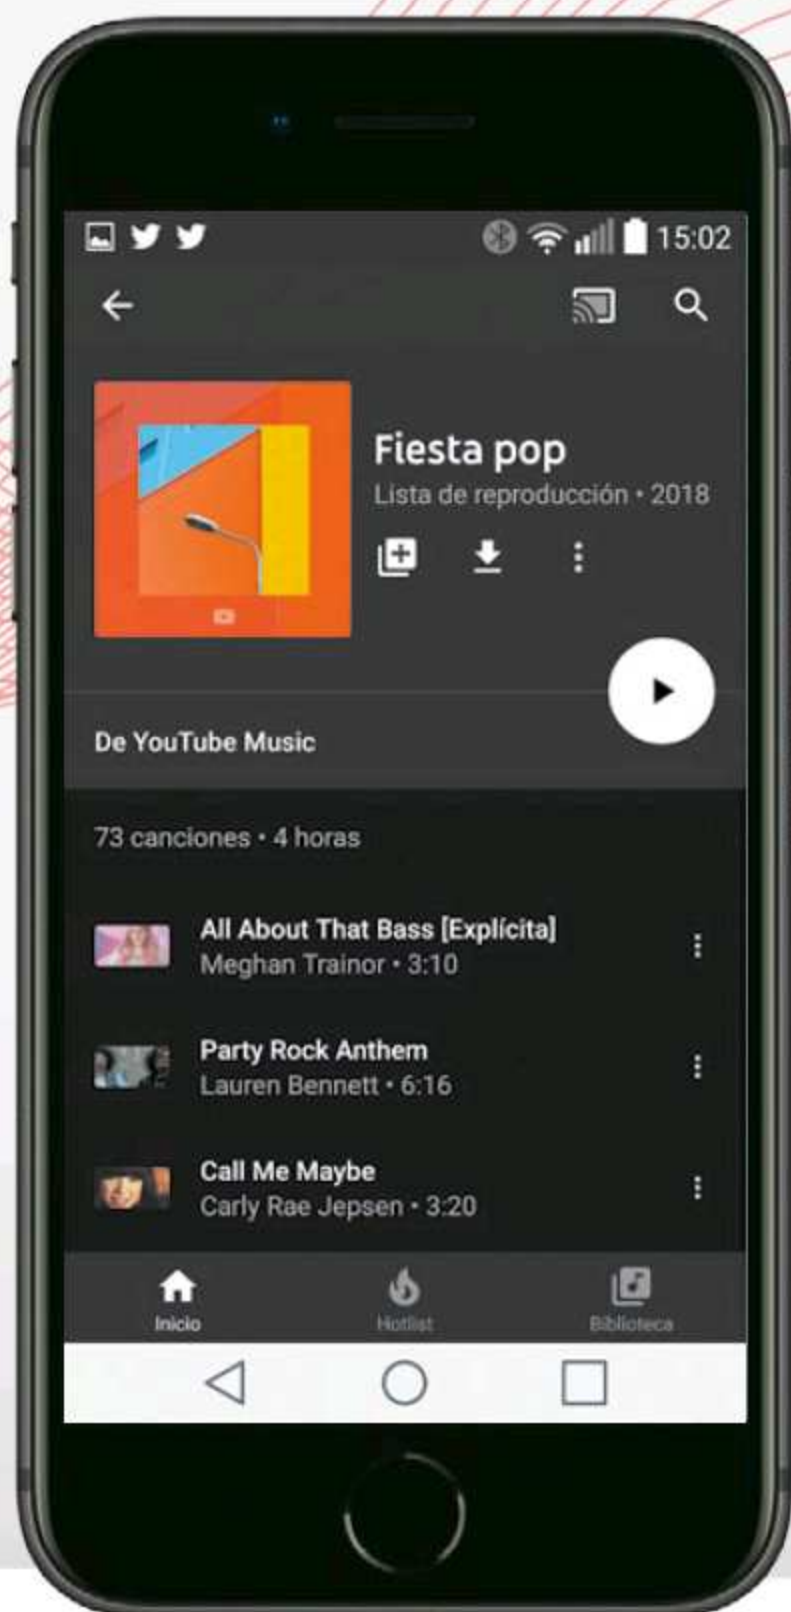 15:02
Fiesta pop
Lista de reproducción • 2018
De YouTube Music
73 canciones • 4 horas
All About That Bass [Explícita]
Meghan Trainor • 3:10
Party Rock Anthem
Lauren Bennett • 6:16
Call Me Maybe
Carly Rae Jepsen • 3:20
Inicio Hotlist Biblioteca